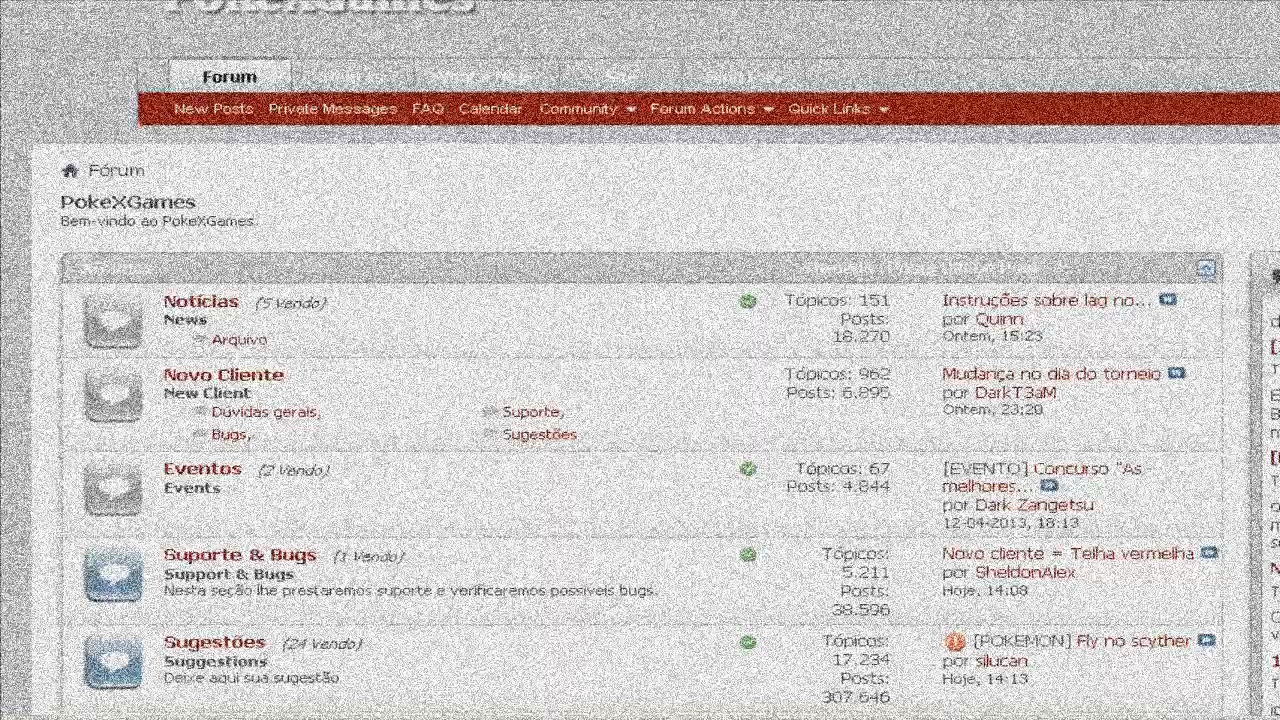 PokeXGames
Forum
New Posts Private Messages FAQ Calendar Community Forum Actions Quick Links
Fórum
PokeXGames
Bem-vindo ao PokeXGames
Notícias (5 Vendo)
News
Arquivo
Tópicos: 151
Posts:
18.270
Instruções sobre lag no...
por Quinn
Ontem, 15:23
Novo Cliente
New Client
Dúvidas gerais, Suporte,
Bugs, Sugestões
Tópicos: 962
Posts: 6.895
Mudança no dia do torneio
por DarkT3aM
Ontem, 23:20
Eventos (2 Vendo)
Events
Tópicos: 67
Posts: 4.844
[EVENTO] Concurso "As
melhores...
por Dark Zangetsu
12-04-2013, 18:13
Suporte & Bugs (1 Vendo)
Support & Bugs
Nesta seção lhe prestaremos suporte e verificaremos possíveis bugs.
Tópicos:
5.211
Posts:
38.596
Novo cliente = Telha vermelha
por SheldonAlex
Hoje, 14:08
Sugestões (24 Vendo)
Suggestions
Deixe aqui sua sugestão
Tópicos:
17.234
Posts:
307.646
[POKEMON] Fly no scyther
por silucan
Hoje, 14:13